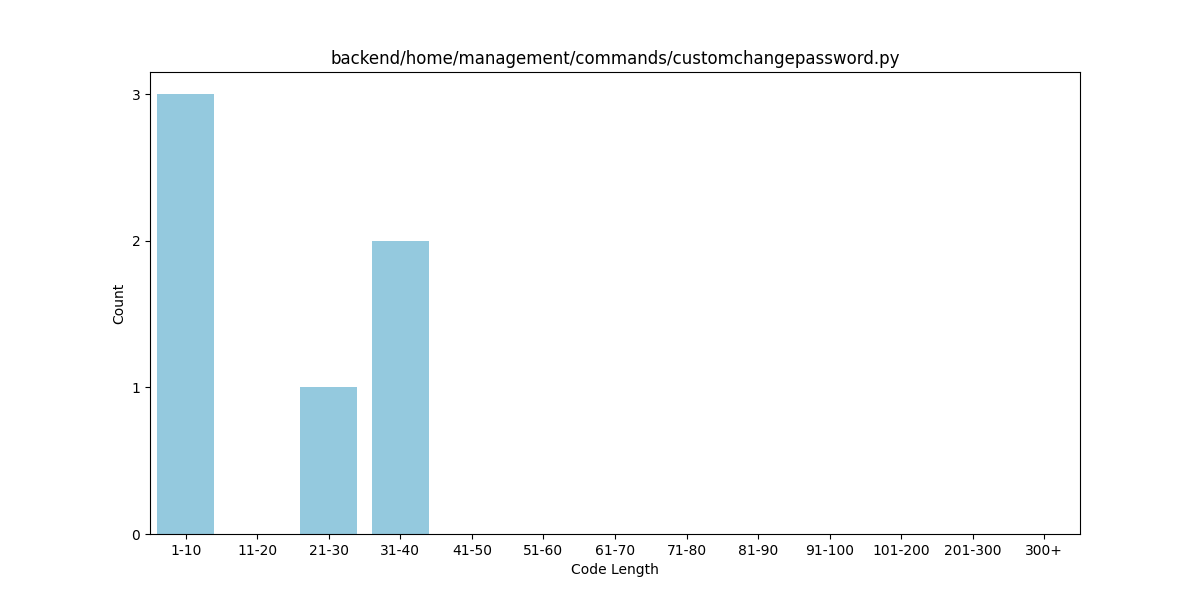 backend/home/management/commands/customchangepassword.py
3
2
1
0
Count
1-10 11-20 21-30 31-40 41-50 51-60 61-70 71-80 81-90 91-100 101-200 201-300 300+
Code Length